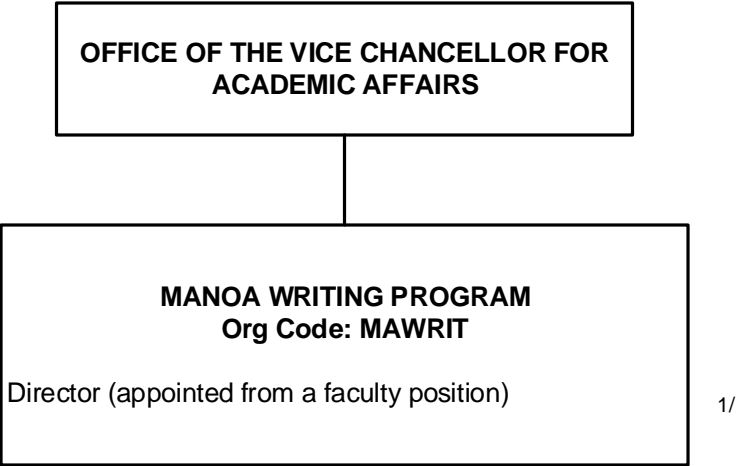 OFFICE OF THE VICE CHANCELLOR FOR
ACADEMIC AFFAIRS
MANOA WRITING PROGRAM
Org Code: MAWRIT
Director (appointed from a faculty position)
1/